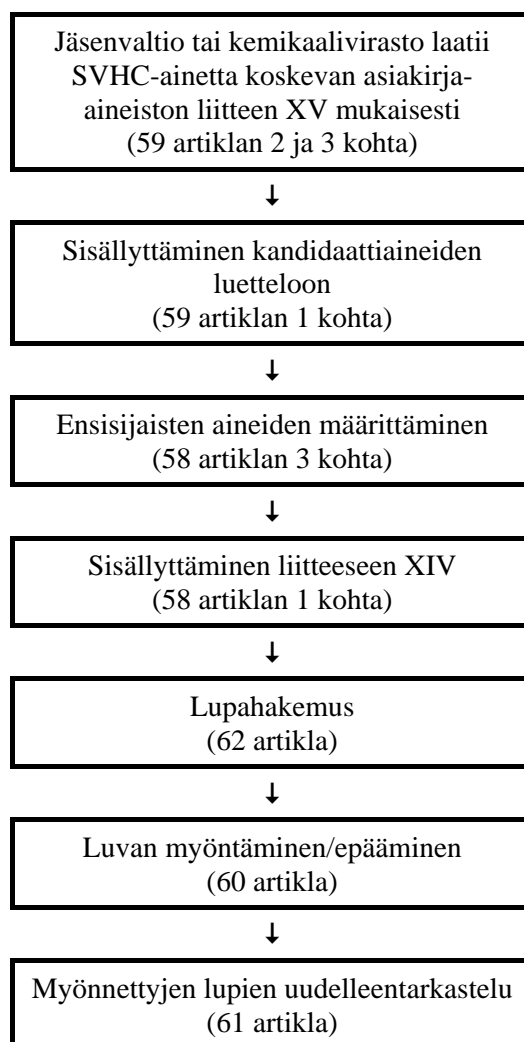 Jäsenvaltio tai kemikaalivirasto laatii
SVHC-ainetta koskevan asiakirja-
aineiston liitteen XV mukaisesti
(59 artiklan 2 ja 3 kohta)
↓
Sisällyttäminen kandidaattiaineiden
luetteloon
(59 artiklan 1 kohta)
↓
Ensisijaisten aineiden määrittäminen
(58 artiklan 3 kohta)
↓
Sisällyttäminen liitteeseen XIV
(58 artiklan 1 kohta)
↓
Lupahakemus
(62 artikla)
↓
Luvan myöntäminen/epääminen
(60 artikla)
↓
Myönnettyjen lupien uudelleentarkastelu
(61 artikla)